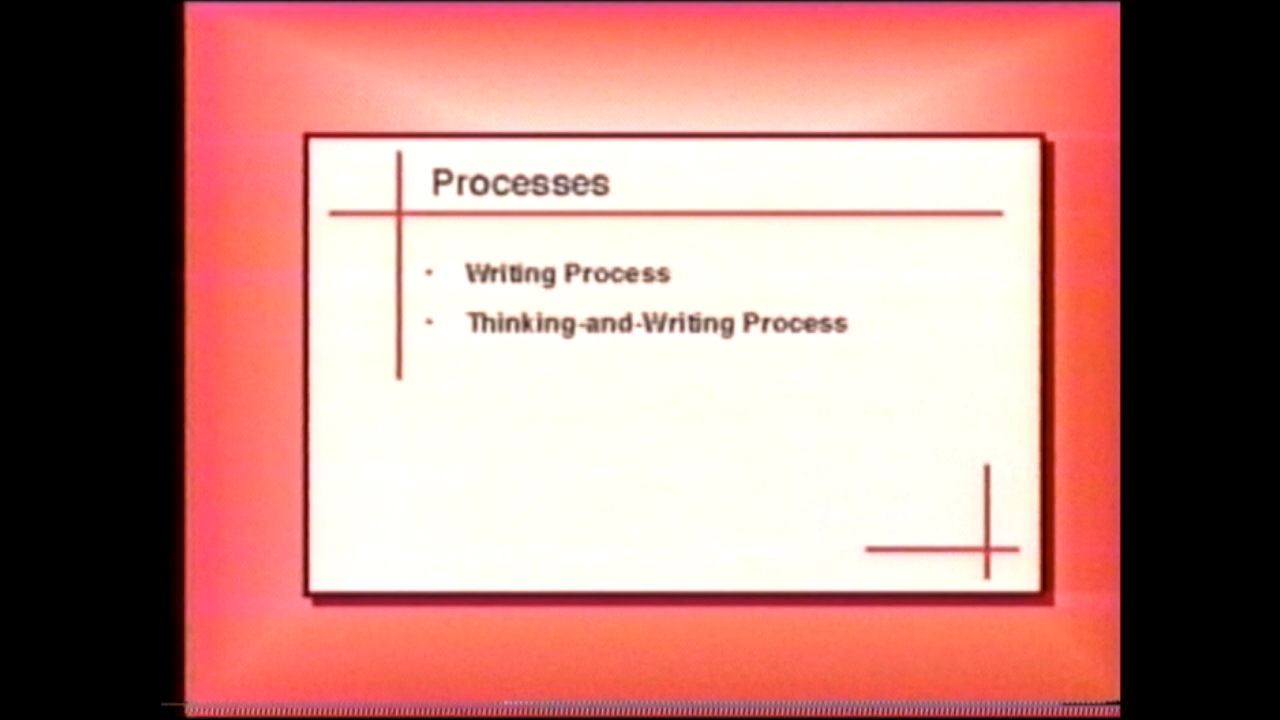 Processes
· Writing Process
· Thinking-and-Writing Process